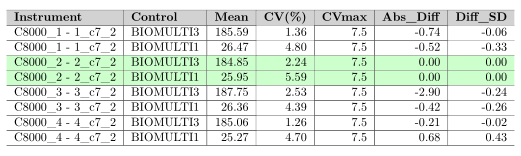 Instrument Control Mean CV(%) CVmax Abs_Diff Diff_SD
C8000_1 - 1_c7_2 BIOMULTI3 185.59 1.36 7.5 -0.74 -0.06
C8000_1 - 1_c7_2 BIOMULTI1 26.47 4.80 7.5 -0.52 -0.33
C8000_2 - 2_c7_2 BIOMULTI3 184.85 2.24 7.5 0.00 0.00
C8000_2 - 2_c7_2 BIOMULTI1 25.95 5.59 7.5 0.00 0.00
C8000_3 - 3_c7_2 BIOMULTI3 187.75 2.53 7.5 -2.90 -0.24
C8000_3 - 3_c7_2 BIOMULTI1 26.36 4.39 7.5 -0.42 -0.26
C8000_4 - 4_c7_2 BIOMULTI3 185.06 1.26 7.5 -0.21 -0.02
C8000_4 - 4_c7_2 BIOMULTI1 25.27 4.70 7.5 0.68 0.43